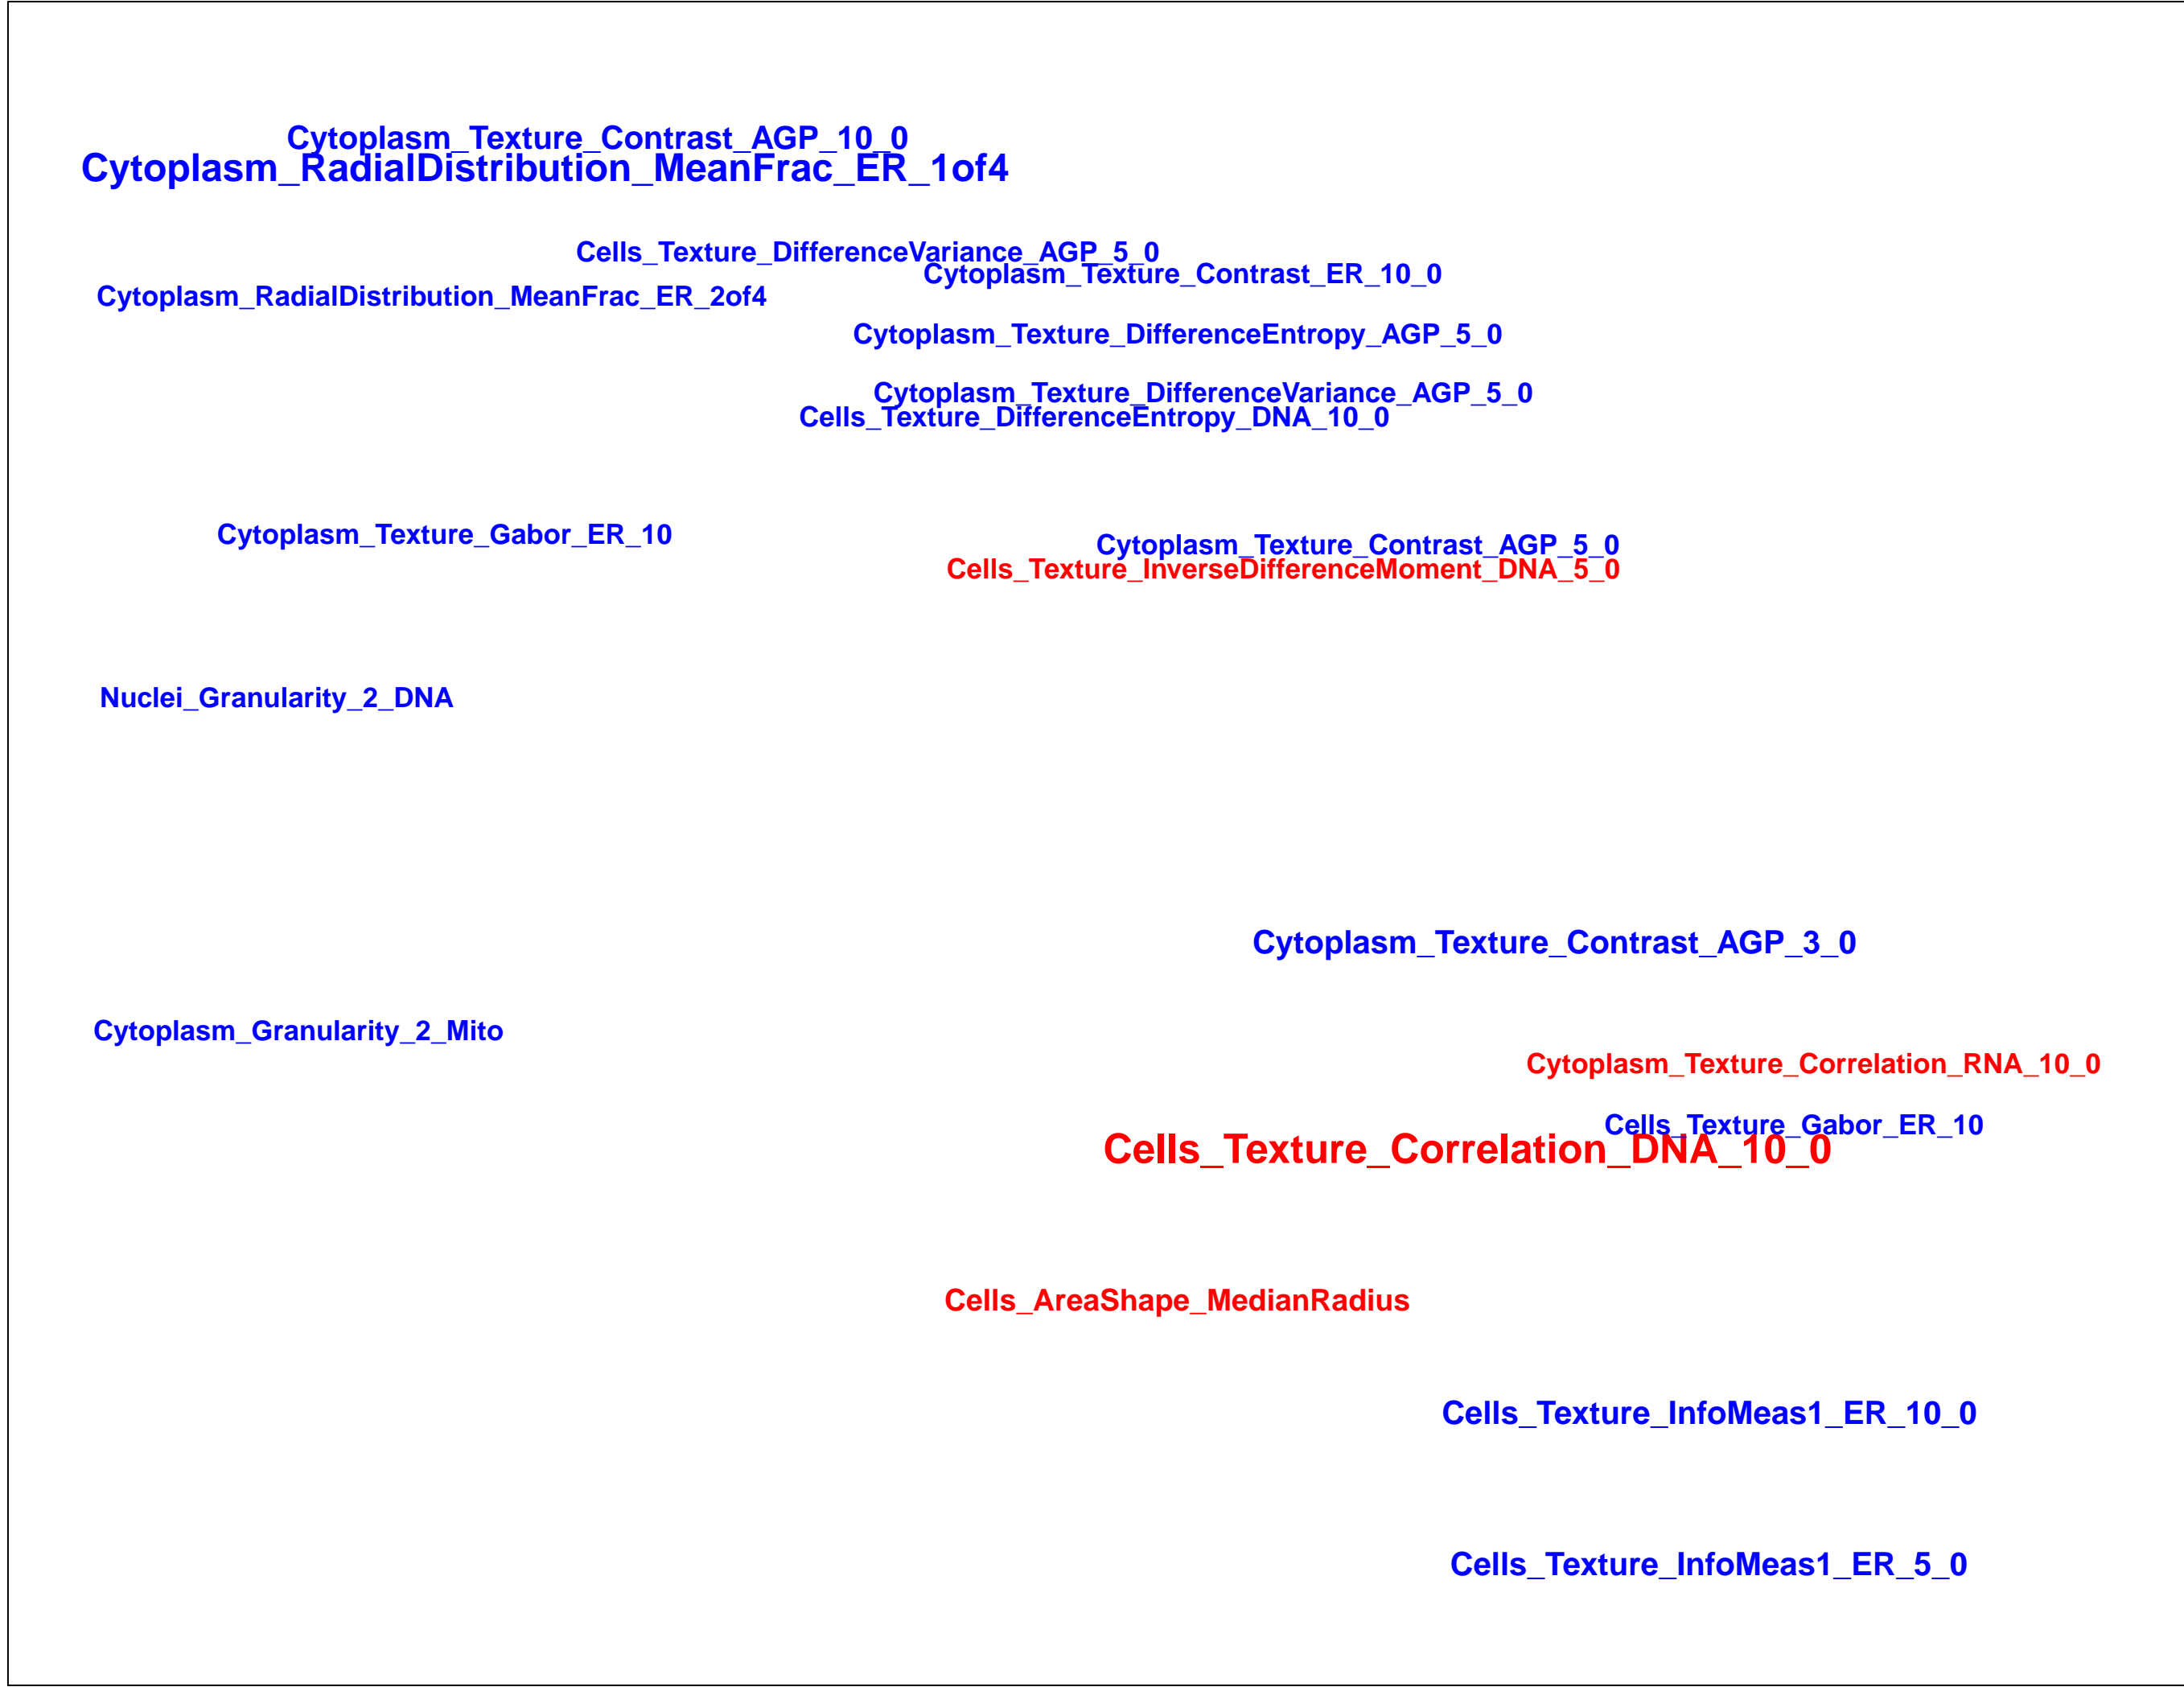 Cytoplasm_Texture_Contrast_AGP_10_0
Cytoplasm_RadialDistribution_MeanFrac_ER_1of4
Cells_Texture_DifferenceVariance_AGP_5_0
Cytoplasm_Texture_Contrast_ER_10_0
Cytoplasm_RadialDistribution_MeanFrac_ER_2of4
Cytoplasm_Texture_DifferenceEntropy_AGP_5_0
Cytoplasm_Texture_DifferenceVariance_AGP_5_0
Cells_Texture_DifferenceEntropy_DNA_10_0
Cytoplasm_Texture_Gabor_ER_10
Cytoplasm_Texture_Contrast_AGP_5_0
Cells_Texture_InverseDifferenceMoment_DNA_5_0
Nuclei_Granularity_2_DNA
Cytoplasm_Texture_Contrast_AGP_3_0
Cytoplasm_Granularity_2_Mito
Cytoplasm_Texture_Correlation_RNA_10_0
Cells_Texture_Gabor_ER_10
Cells_Texture_Correlation_DNA_10_0
Cells_AreaShape_MedianRadius
Cells_Texture_InfoMeas1_ER_10_0
Cells_Texture_InfoMeas1_ER_5_0